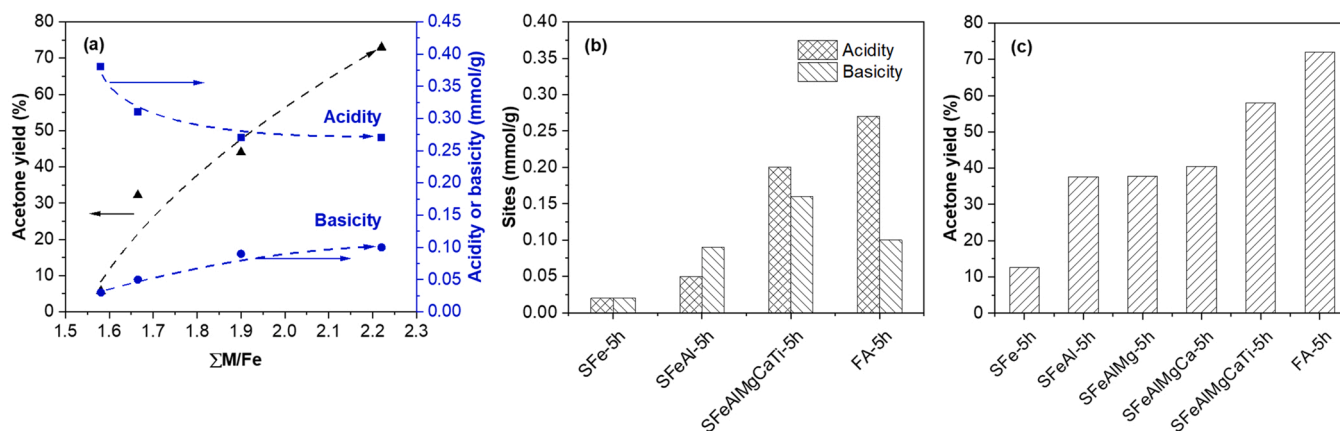 (a)
Acetone yield (%)
80
70
60
50
40
30
20
10
0
1.5 1.6 1.7 1.8 1.9 2.0 2.1 2.2 2.3
ΣM/Fe
Acidity
Basicity
0.45
0.40
0.35
0.30
0.25
0.20
0.15
0.10
0.05
0.00
Acidity or basicity (mmol/g)
(b)
Sites (mmol/g)
0.40
0.35
0.30
0.25
0.20
0.15
0.10
0.05
0.00
Acidity
Basicity
SFe-5h
SFeAl-5h
SFeAlMgCaTi-5h
FA-5h
(c)
Acetone yield (%)
80
70
60
50
40
30
20
10
0
SFe-5h
SFeAl-5h
SFeAlMg-5h
SFeAlMgCa-5h
SFeAlMgCaTi-5h
FA-5h